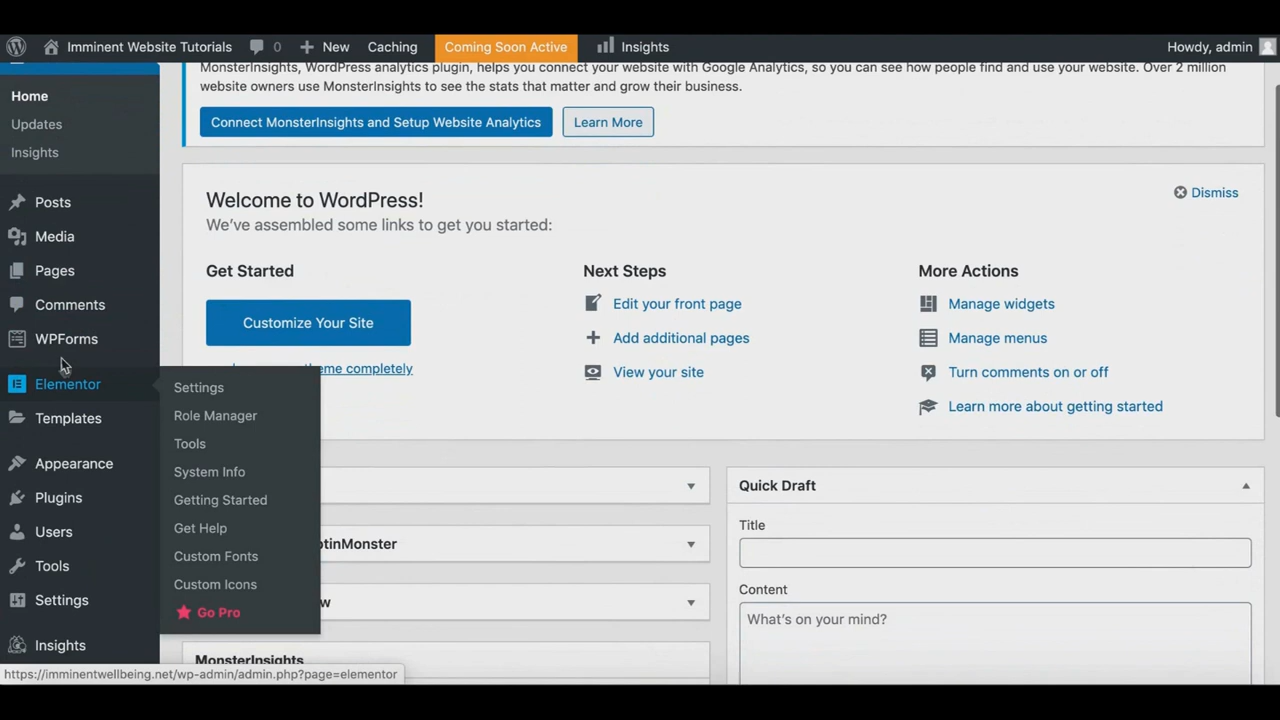 Imminent Website Tutorials 0 New Caching Coming Soon Active Insights Howdy, admin
Home
Updates
Insights
Posts
Media
Pages
Comments
WPForms
Elementor
Templates
Appearance
Plugins
Users
Tools
Settings
Insights
Settings
Role Manager
Tools
System Info
Getting Started
Get Help
Custom Fonts
Custom Icons
Go Pro
MonsterInsights, WordPress analytics plugin, helps you connect your website with Google Analytics, so you can see how people find and use your website. Over 2 million
website owners use MonsterInsights to see the stats that matter and grow their business.
Connect MonsterInsights and Setup Website Analytics Learn More
Welcome to WordPress!
Dismiss
We've assembled some links to get you started:
Get Started
Customize Your Site
theme completely
Next Steps
Edit your front page
Add additional pages
View your site
More Actions
Manage widgets
Manage menus
Turn comments on or off
Learn more about getting started
MonsterInsights
Quick Draft
Title
Content
What's on your mind?
https://imminentwellbeing.net/wp-admin/admin.php?page=elementor